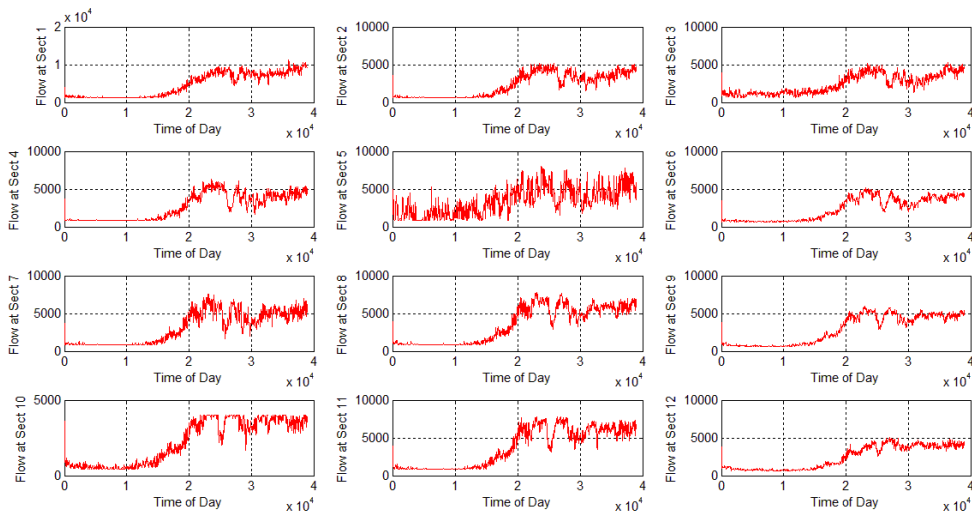 x 10^4
2
1
0
Flow at Sect 1
0 1 2 3 4
Time of Day
x 10^4
10000
5000
0
Flow at Sect 2
0 1 2 3 4
Time of Day
x 10^4
10000
5000
0
Flow at Sect 3
0 1 2 3 4
Time of Day
x 10^4
10000
5000
0
Flow at Sect 4
0 1 2 3 4
Time of Day
x 10^4
10000
5000
0
Flow at Sect 5
0 1 2 3 4
Time of Day
x 10^4
10000
5000
0
Flow at Sect 6
0 1 2 3 4
Time of Day
x 10^4
10000
5000
0
Flow at Sect 7
0 1 2 3 4
Time of Day
x 10^4
10000
5000
0
Flow at Sect 8
0 1 2 3 4
Time of Day
x 10^4
10000
5000
0
Flow at Sect 9
0 1 2 3 4
Time of Day
x 10^4
5000
0
Flow at Sect 10
0 1 2 3 4
Time of Day
x 10^4
10000
5000
0
Flow at Sect 11
0 1 2 3 4
Time of Day
x 10^4
10000
5000
0
Flow at Sect 12
0 1 2 3 4
Time of Day
x 10^4